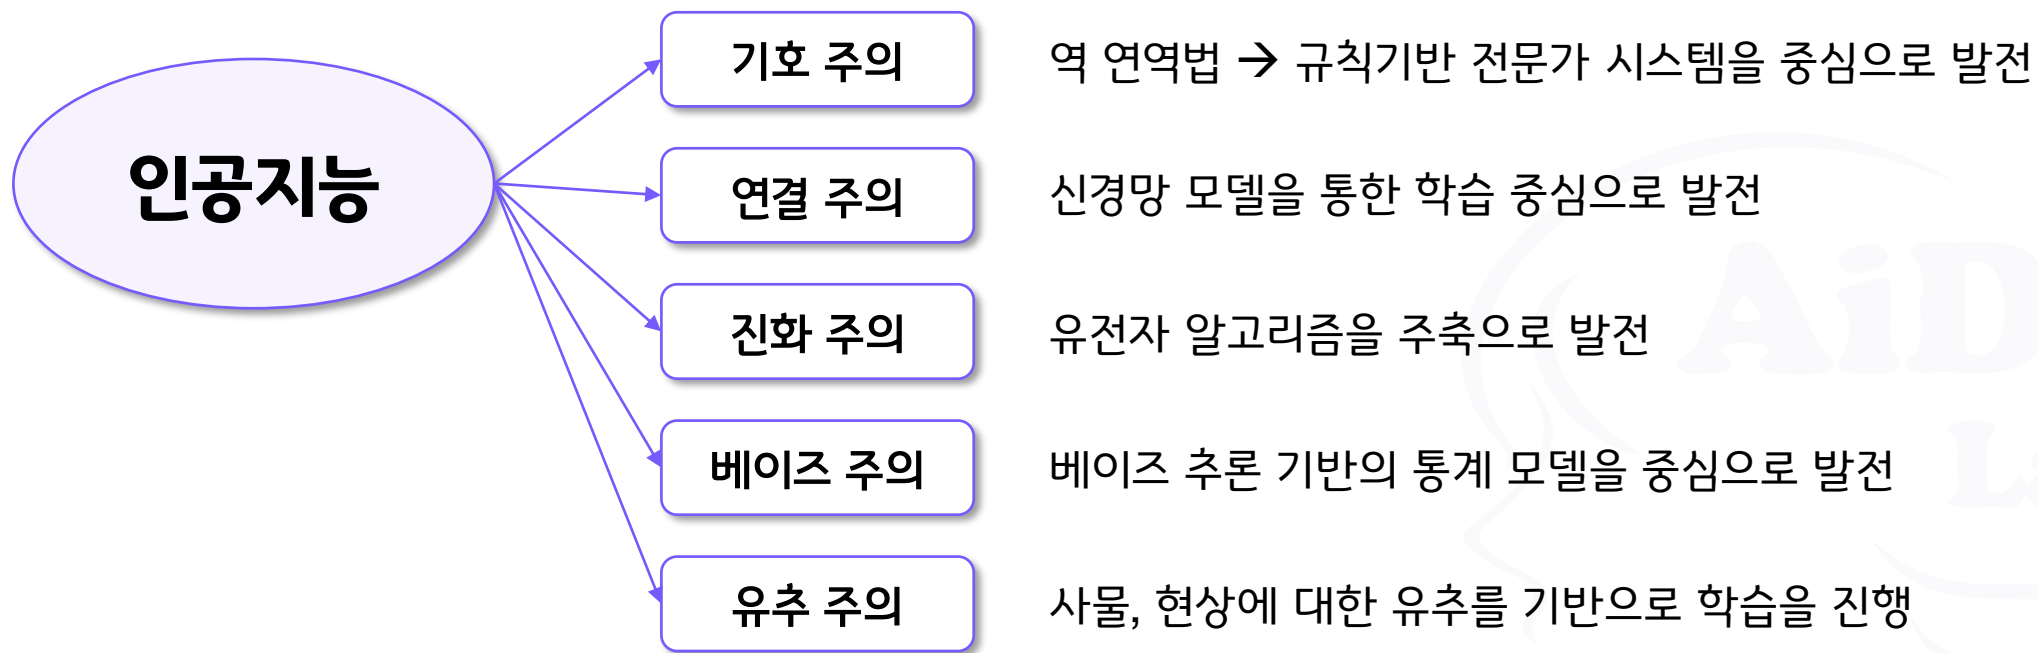 인공지능
기호 주의
역 연역법 → 규칙기반 전문가 시스템을 중심으로 발전
연결 주의
신경망 모델을 통한 학습 중심으로 발전
진화 주의
유전자 알고리즘을 주축으로 발전
베이즈 주의
베이즈 추론 기반의 통계 모델을 중심으로 발전
유추 주의
사물, 현상에 대한 유추를 기반으로 학습을 진행
AiD
La